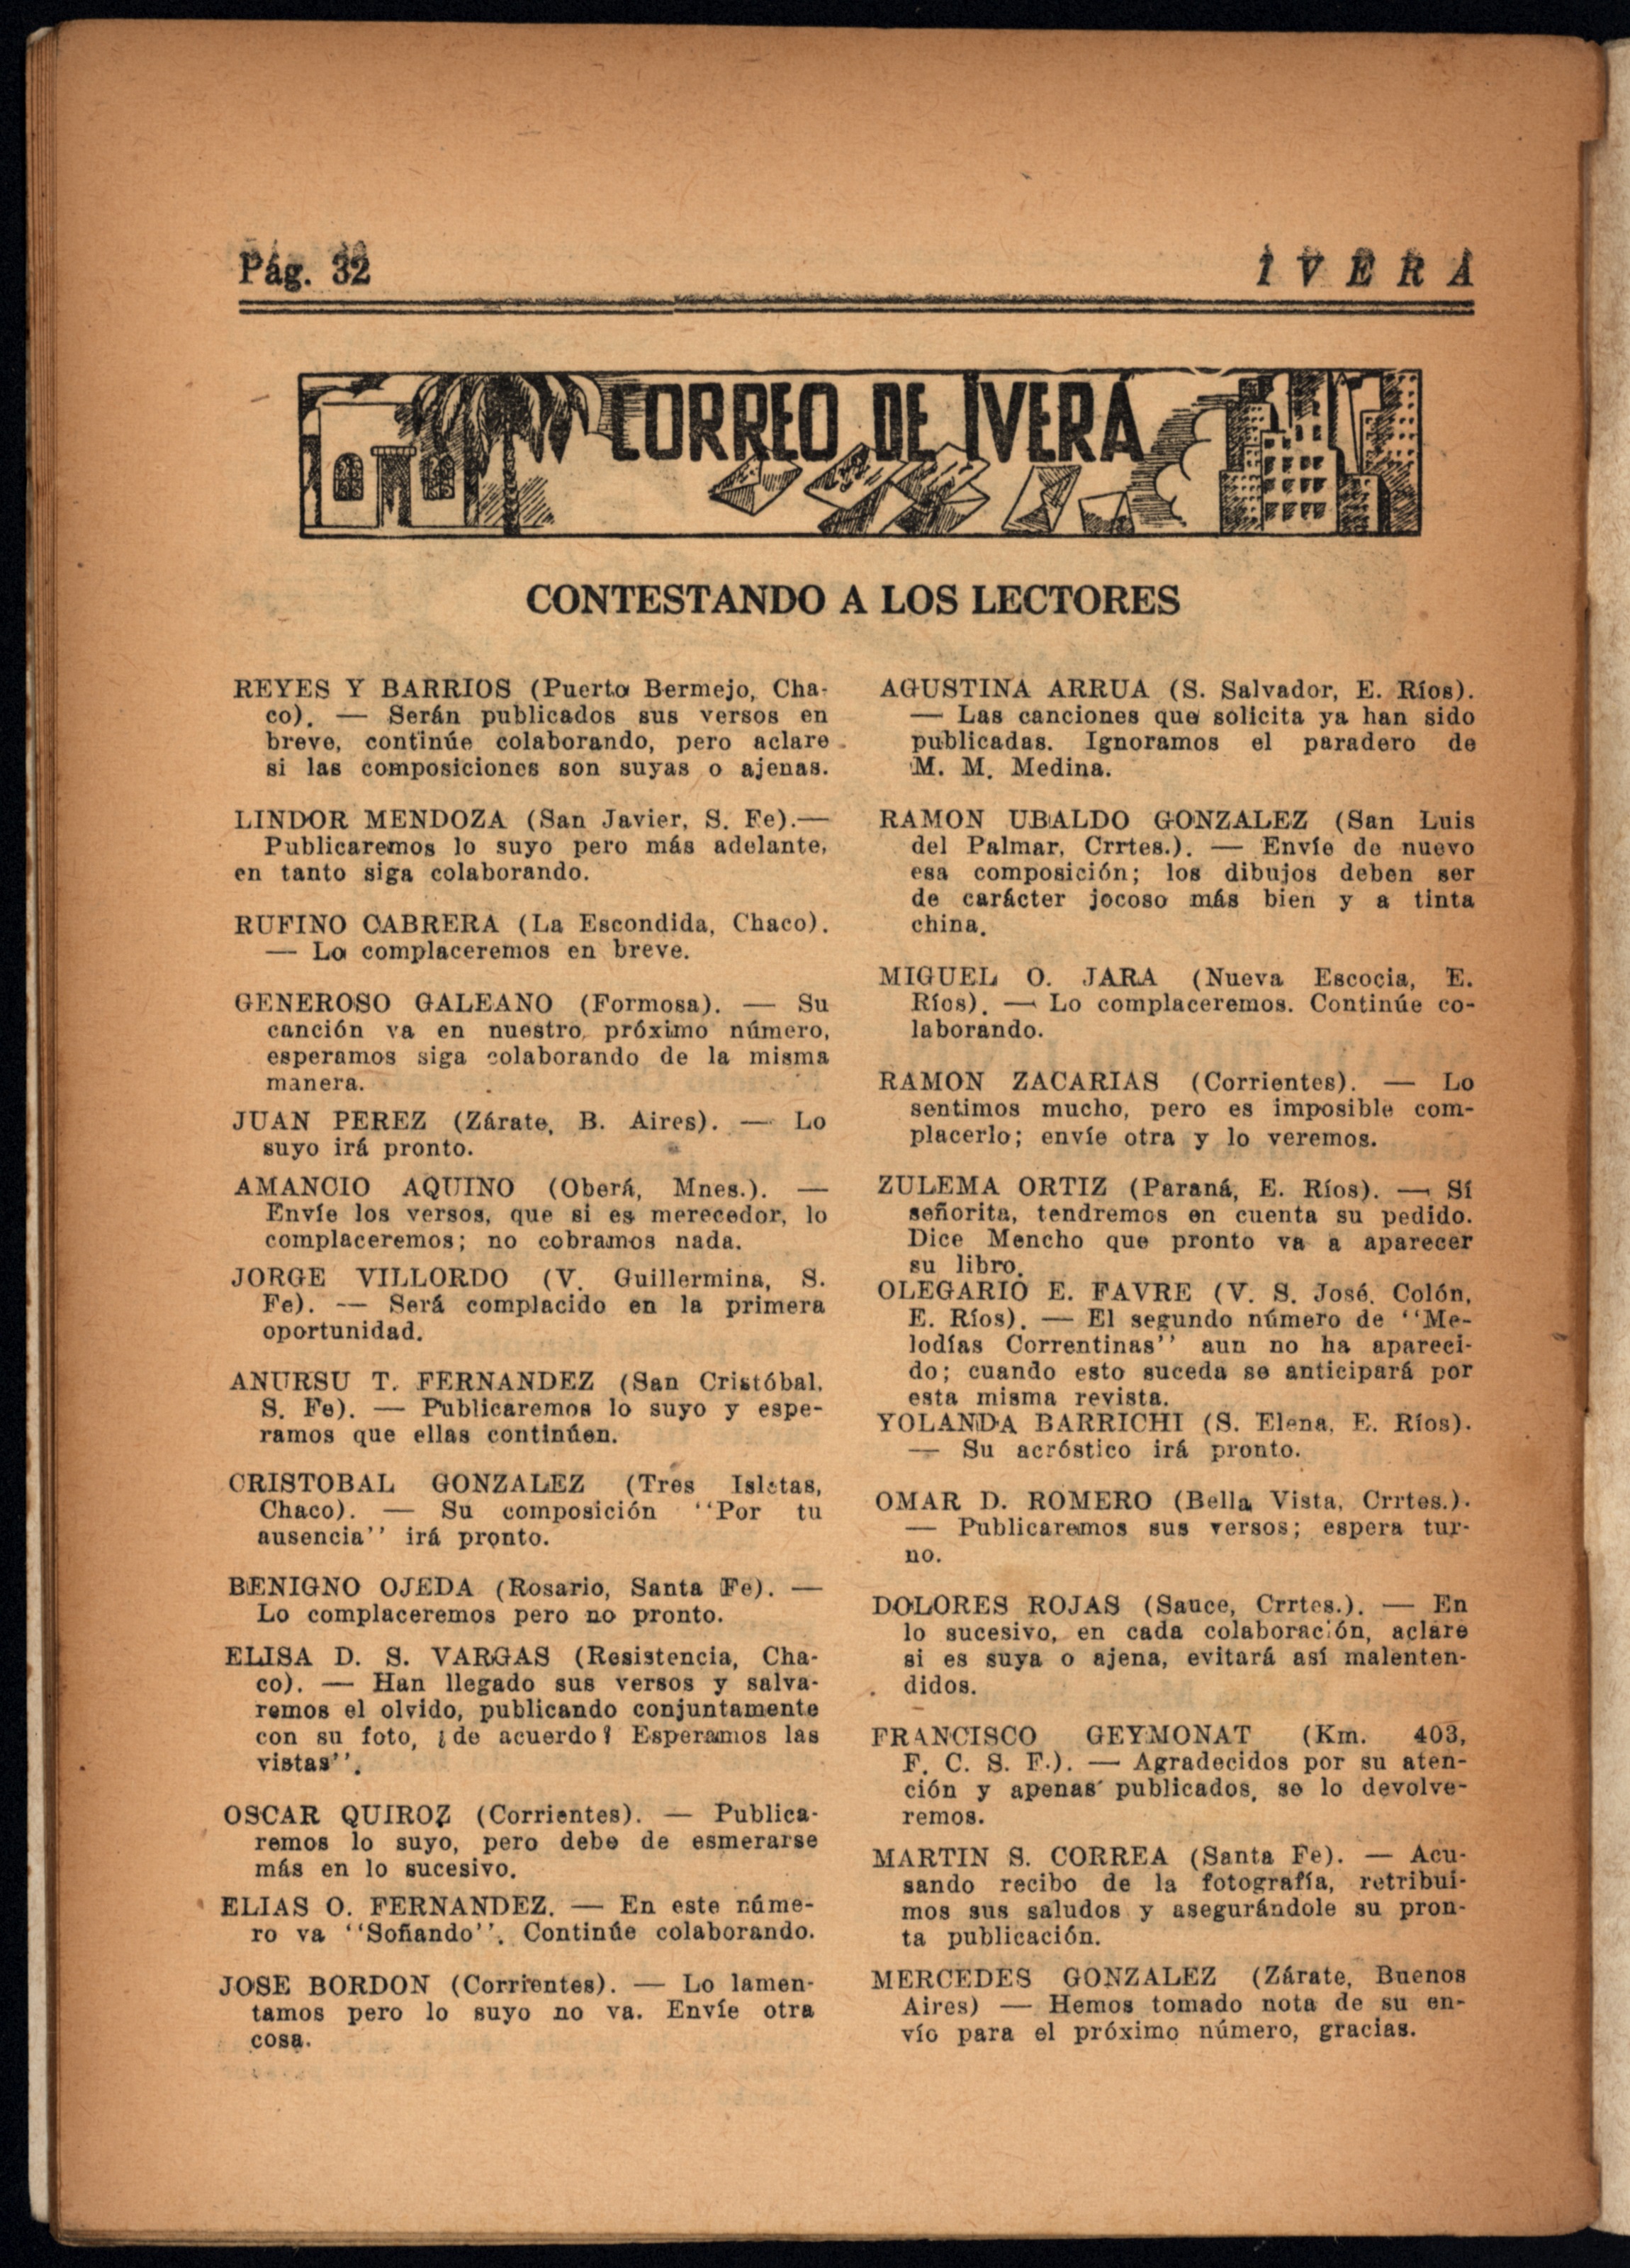 Pág. 32
IVERA
CORREO DE IVERÁ
CONTESTANDO A LOS LECTORES
REYES Y BARRIOS (Puerto Bermejo, Cha-
co). — Serán publicados sus versos en
breve, continúe colaborando, pero aclare
si las composiciones son suyas o ajenas.
LINDOR MENDOZA (San Javier, S. Fe).—
Publicaremos lo suyo pero más adelante,
en tanto siga colaborando.
RUFINO CABRERA (La Escondida, Chaco).
— Lo complaceremos en breve.
GENEROSO GALEANO (Formosa). — Su
canción va en nuestro próximo número,
esperamos siga colaborando de la misma
manera.
JUAN PEREZ (Zárate, B. Aires). — Lo
suyo irá pronto.
AMANCIO AQUINO (Oberá, Mnes.). —
Envíe los versos, que si es merecedor, lo
complaceremos; no cobramos nada.
JORGE VILLORDO (V. Guillermina, S.
Fe). — Será complacido en la primera
oportunidad.
ANURSU T. FERNANDEZ (San Cristóbal.
S. Fe). — Publicaremos lo suyo y espe-
ramos que ellas continúen.
CRISTOBAL GONZALEZ (Tres Isletas,
Chaco). — Su composición ''Por tu
ausencia'' irá pronto.
BENIGNO OJEDA (Rosario, Santa Fe). —
Lo complaceremos pero no pronto.
ELISA D. S. VARGAS (Resistencia, Cha-
co). — Han llegado sus versos y salva-
remos el olvido, publicando conjuntamente
con su foto, ¿de acuerdo? Esperamos las
vistas''.
OSCAR QUIROZ (Corrientes). — Publica-
remos lo suyo, pero debe de esmerarse
más en lo sucesivo.
ELIAS O. FERNANDEZ. — En este núme-
ro va ''Soñando''. Continúe colaborando.
JOSE BORDON (Corrientes). — Lo lamen-
tamos pero lo suyo no va. Envíe otra
cosa.
AGUSTINA ARRUA (S. Salvador, E. Ríos).
— Las canciones que solicita ya han sido
publicadas. Ignoramos el paradero de
M. M. Medina.
RAMON UBALDO GONZALEZ (San Luis
del Palmar, Crrtes.). — Envíe de nuevo
esa composición; los dibujos deben ser
de carácter jocoso más bien y a tinta
china.
MIGUEL O. JARA (Nueva Escocia, E.
Ríos). — Lo complaceremos. Continúe co-
laborando.
RAMON ZACARIAS (Corrientes). — Lo
sentimos mucho, pero es imposible com-
placerlo; envíe otra y lo veremos.
ZULEMA ORTIZ (Paraná, E. Ríos). — Sí
señorita, tendremos en cuenta su pedido.
Dice Mencho que pronto va a aparecer
su libro.
OLEGARIO E. FAVRE (V. S. José. Colón,
E. Ríos). — El segundo número de ''Me-
lodías Correntinas'' aun no ha apareci-
do; cuando esto suceda se anticipará por
esta misma revista.
YOLANDA BARRICHI (S. Elena, E. Ríos).
— Su acróstico irá pronto.
OMAR D. ROMERO (Bella Vista, Crrtes.).
— Publicaremos sus versos; espera tur-
no.
DOLORES ROJAS (Sauce, Crrtes.). — En
lo sucesivo, en cada colaboración, aclare
si es suya o ajena, evitará así malenten-
didos.
FRANCISCO GEYMONAT (Km. 403,
F. C. S. F.). — Agradecidos por su aten-
ción y apenas publicados, se lo devolve-
remos.
MARTIN S. CORREA (Santa Fe). — Acu-
sando recibo de la fotografía, retribui-
mos sus saludos y asegurándole su pron-
ta publicación.
MERCEDES GONZALEZ (Zárate, Buenos
Aires) — Hemos tomado nota de su en-
vío para el próximo número, gracias.